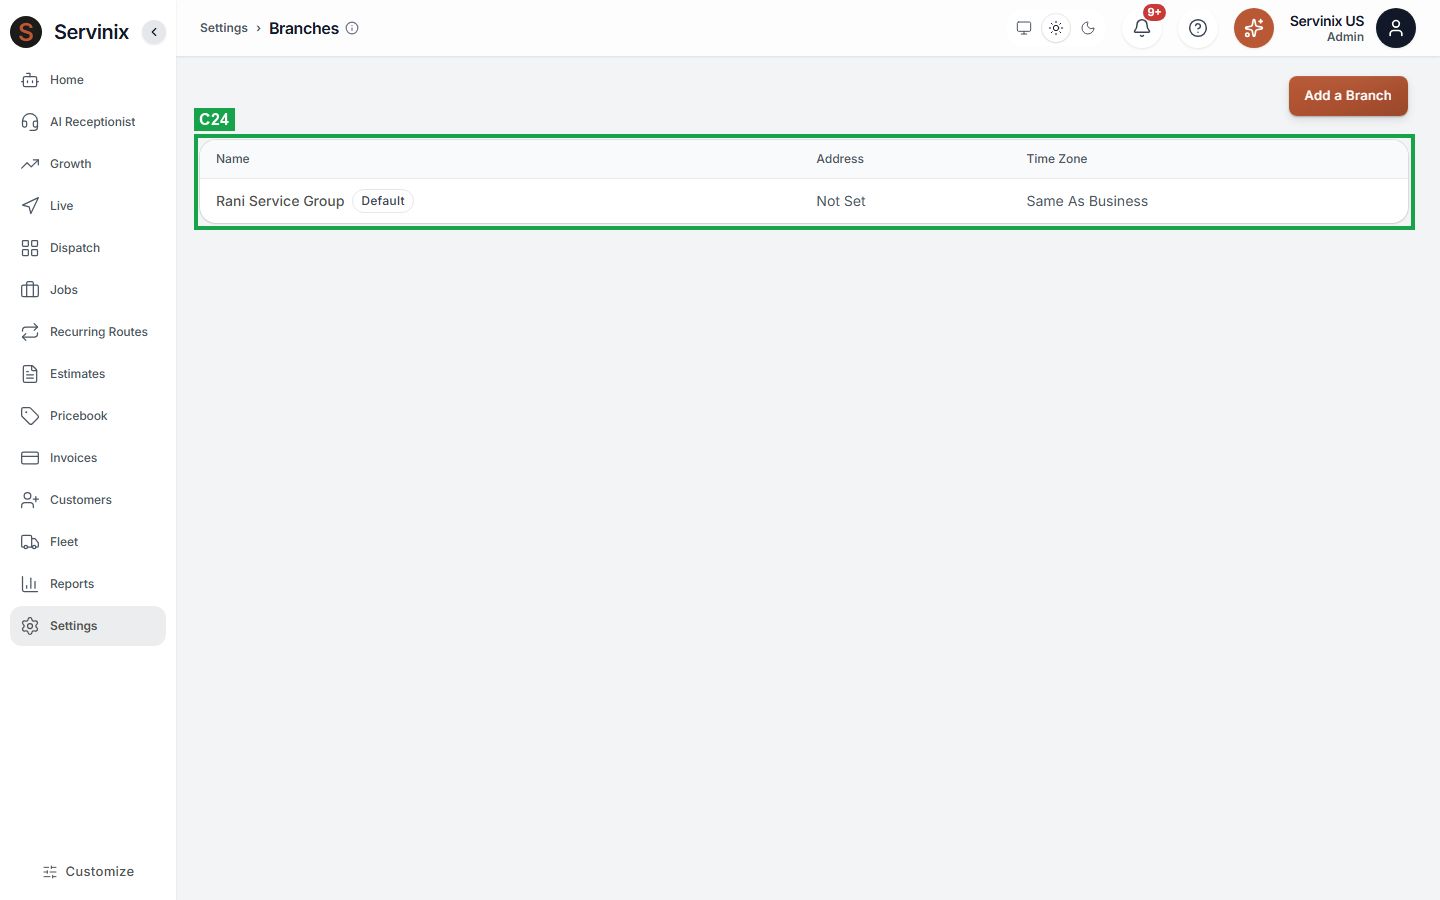 S Servinix
Settings › Branches
9+
Servinix US
Admin
Home
AI Receptionist
Growth
Live
Dispatch
Jobs
Recurring Routes
Estimates
Pricebook
Invoices
Customers
Fleet
Reports
Settings
Customize
Add a Branch
C24
Name Address Time Zone
Rani Service Group Default Not Set Same As Business